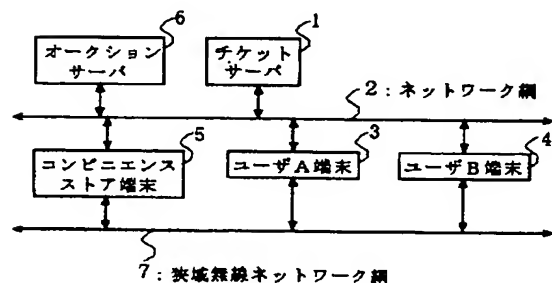 6
オークション
サーバ
1
チケット
サーバ
2：ネットワーク網
5
コンビニエンス
ストア端末
3
ユーザA端末
4
ユーザB端末
7：狭域無線ネットワーク網